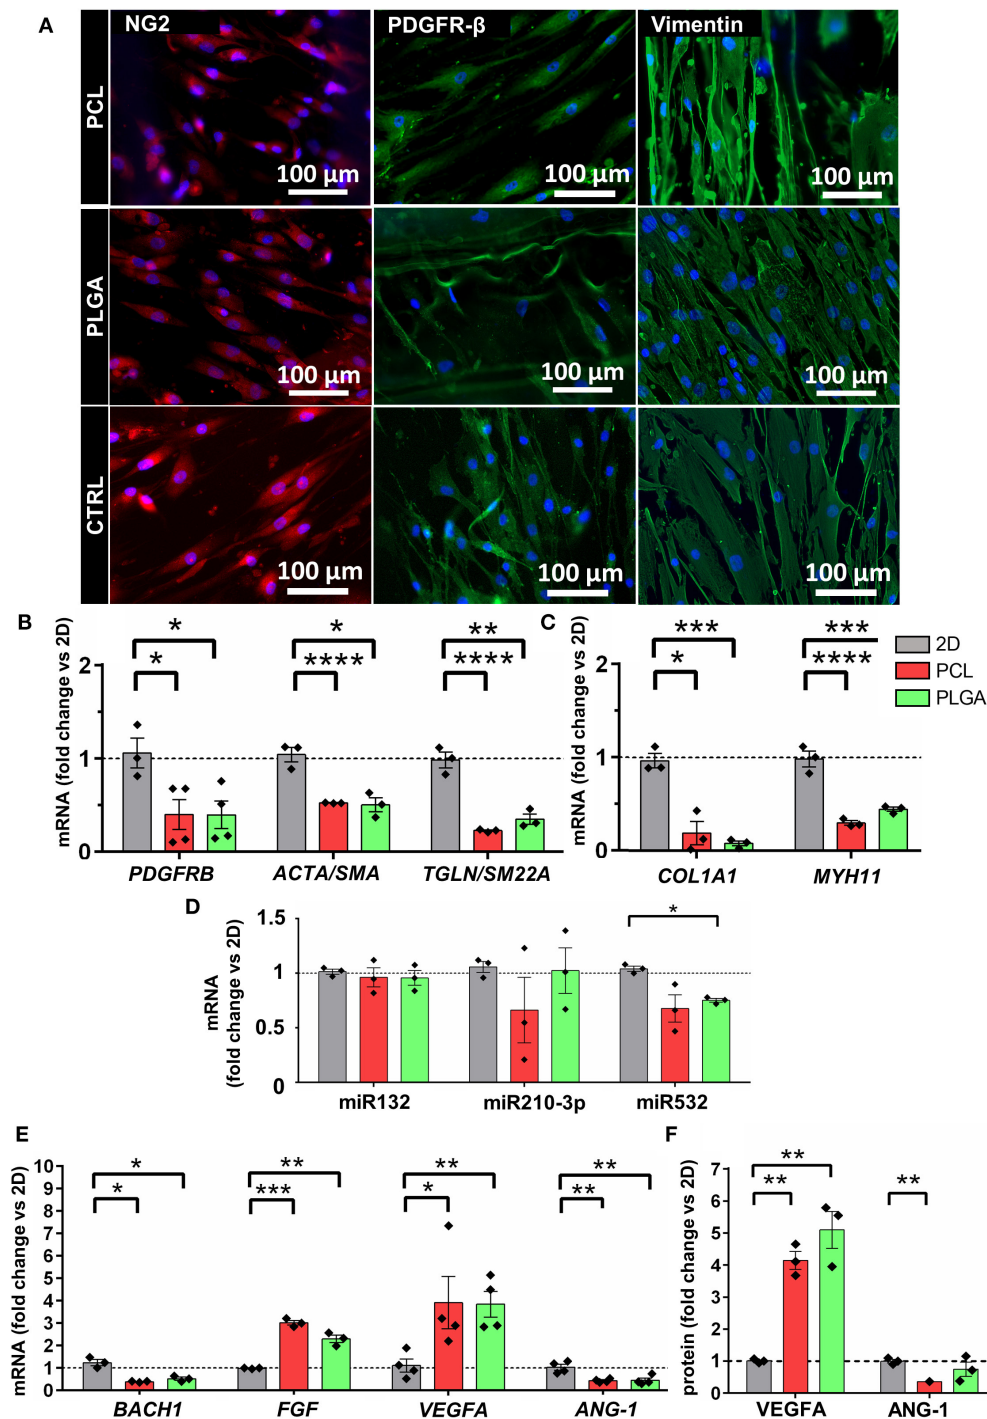 A
NG2
PDGFR-β
Vimentin
PCL
100 µm
100 µm
100 µm
PLGA
100 µm
100 µm
100 µm
CTRL
100 µm
100 µm
100 µm
B
mRNA (fold change vs 2D)
2
1
0
*
*
*
****
**
****
PDGFRB
ACTA/SMA
TGLN/SM22A
C
mRNA (fold change vs 2D)
2
1
0
***
*
***
****
COL1A1
MYH11
2D
PCL
PLGA
D
mRNA
(fold change vs 2D)
1.5
1
0.5
0
*
miR132
miR210-3p
miR532
E
mRNA (fold change vs 2D)
10
9
8
7
6
5
4
3
2
1
0
*
*
**
***
**
*
**
**
BACH1
FGF
VEGFA
ANG-1
F
protein (fold change vs 2D)
7
6
5
4
3
2
1
0
**
**
**
VEGFA
ANG-1